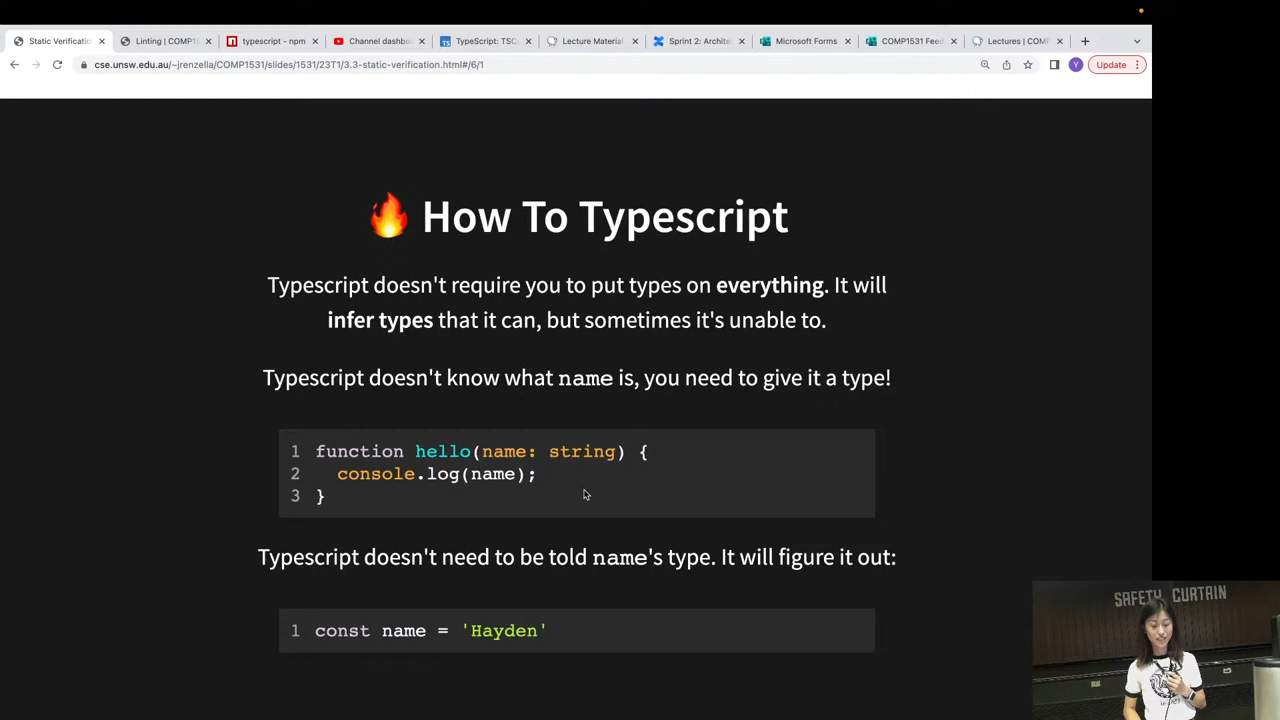 Static Verificatio
Linting | COMP15
typescript - npm
Channel dashboa
TypeScript: TSCo
Lecture Material
Sprint 2: Archite
Microsoft Forms
COMP1531 Feed
Lectures | COMP
cse.unsw.edu.au/~jrenzella/COMP1531/slides/1531/23T1/3.3-static-verification.html#/6/1
Y
Update
🔥 How To Typescript
Typescript doesn't require you to put types on everything. It will
infer types that it can, but sometimes it's unable to.
Typescript doesn't know what name is, you need to give it a type!
1 function hello(name: string) {
2 console.log(name);
3 }
Typescript doesn't need to be told name's type. It will figure it out:
1 const name = 'Hayden'
SAFETY CURTAIN